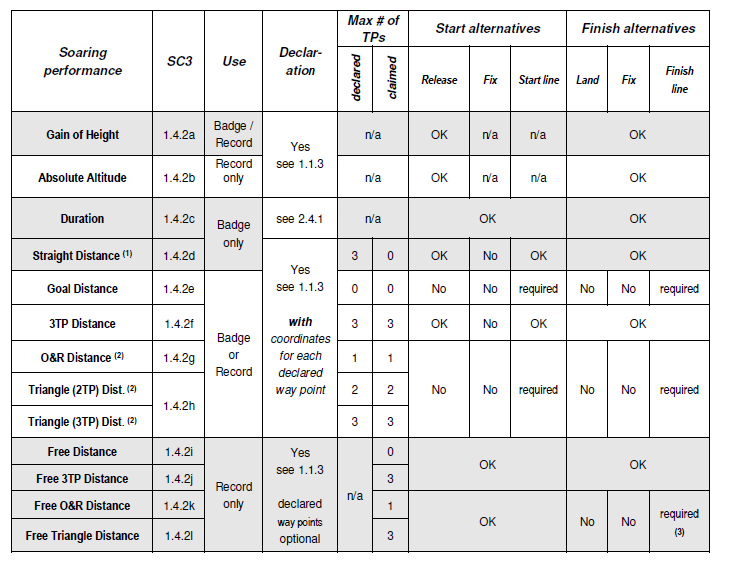 Max # of TPs
Start alternatives
Finish alternatives
Soaring performance
SC3
Use
Declar-
ation
declared
claimed
Release
Fix
Start line
Land
Fix
Finish line
Gain of Height
1.4.2a
Badge /
Record
Yes
see 1.1.3
n/a
OK
n/a
n/a
OK
Absolute Altitude
1.4.2b
Record
only
n/a
OK
n/a
n/a
OK
Duration
1.4.2c
Badge
only
see 2.4.1
n/a
OK
OK
Straight Distance (1)
1.4.2d
Yes
see 1.1.3
with
coordinates
for each
declared
way point
3
0
OK
No
OK
OK
Goal Distance
1.4.2e
Badge
or
Record
0
0
No
No
required
No
No
required
3TP Distance
1.4.2f
3
3
OK
No
OK
OK
O&R Distance (2)
1.4.2g
1
1
No
No
required
No
No
required
Triangle (2TP) Dist. (2)
1.4.2h
2
2
Triangle (3TP) Dist. (2)
3
3
Free Distance
1.4.2i
Record
only
Yes
see 1.1.3
declared
way points
optional
n/a
0
OK
OK
Free 3TP Distance
1.4.2j
3
Free O&R Distance
1.4.2k
1
OK
No
No
required
(3)
Free Triangle Distance
1.4.2l
3